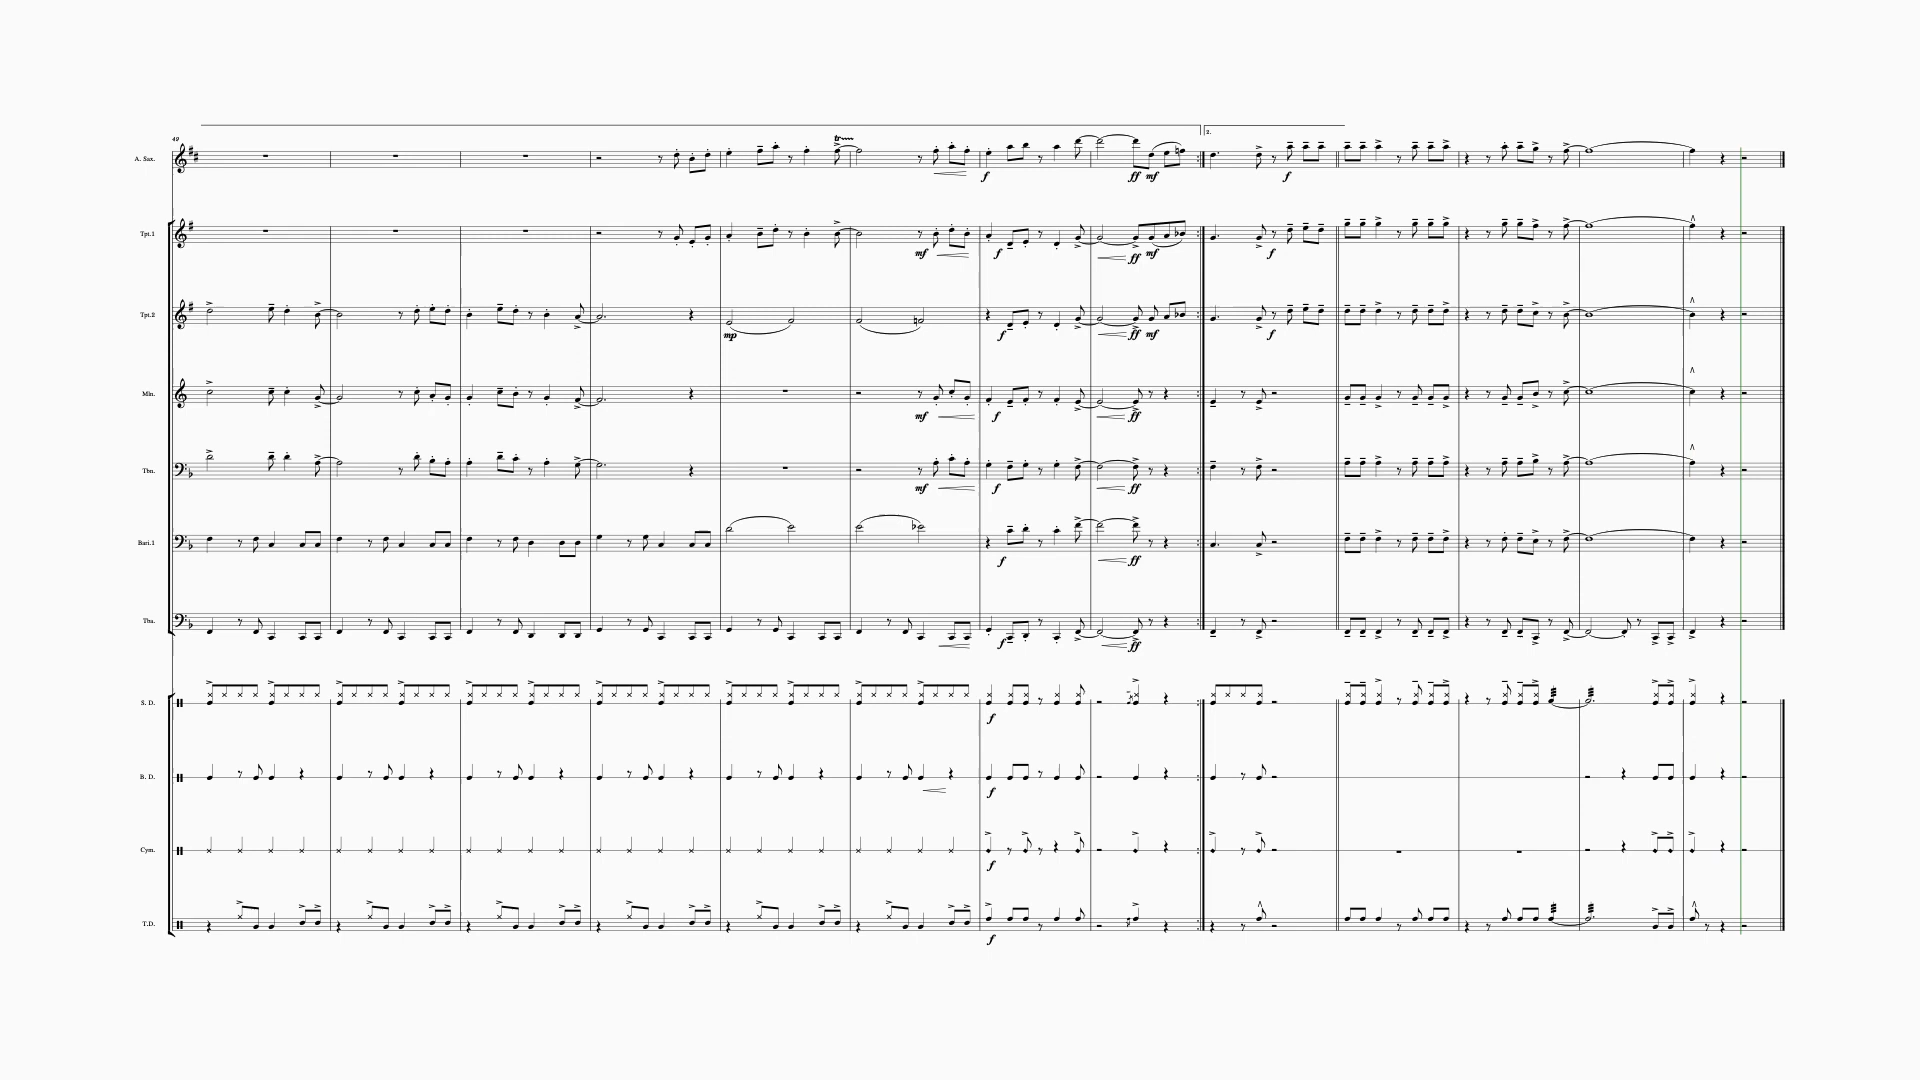 49
2.
A. Sax.
tr
f
ff
mf
f
Tpt.1
mf
f
ff
mf
f
Tpt.2
mp
f
ff
mf
f
Mln.
mf
f
ff
Tbn.
mf
f
ff
Bari.1
f
ff
Tba.
f
ff
S. D.
f
B. D.
f
Cym.
f
T.D.
f